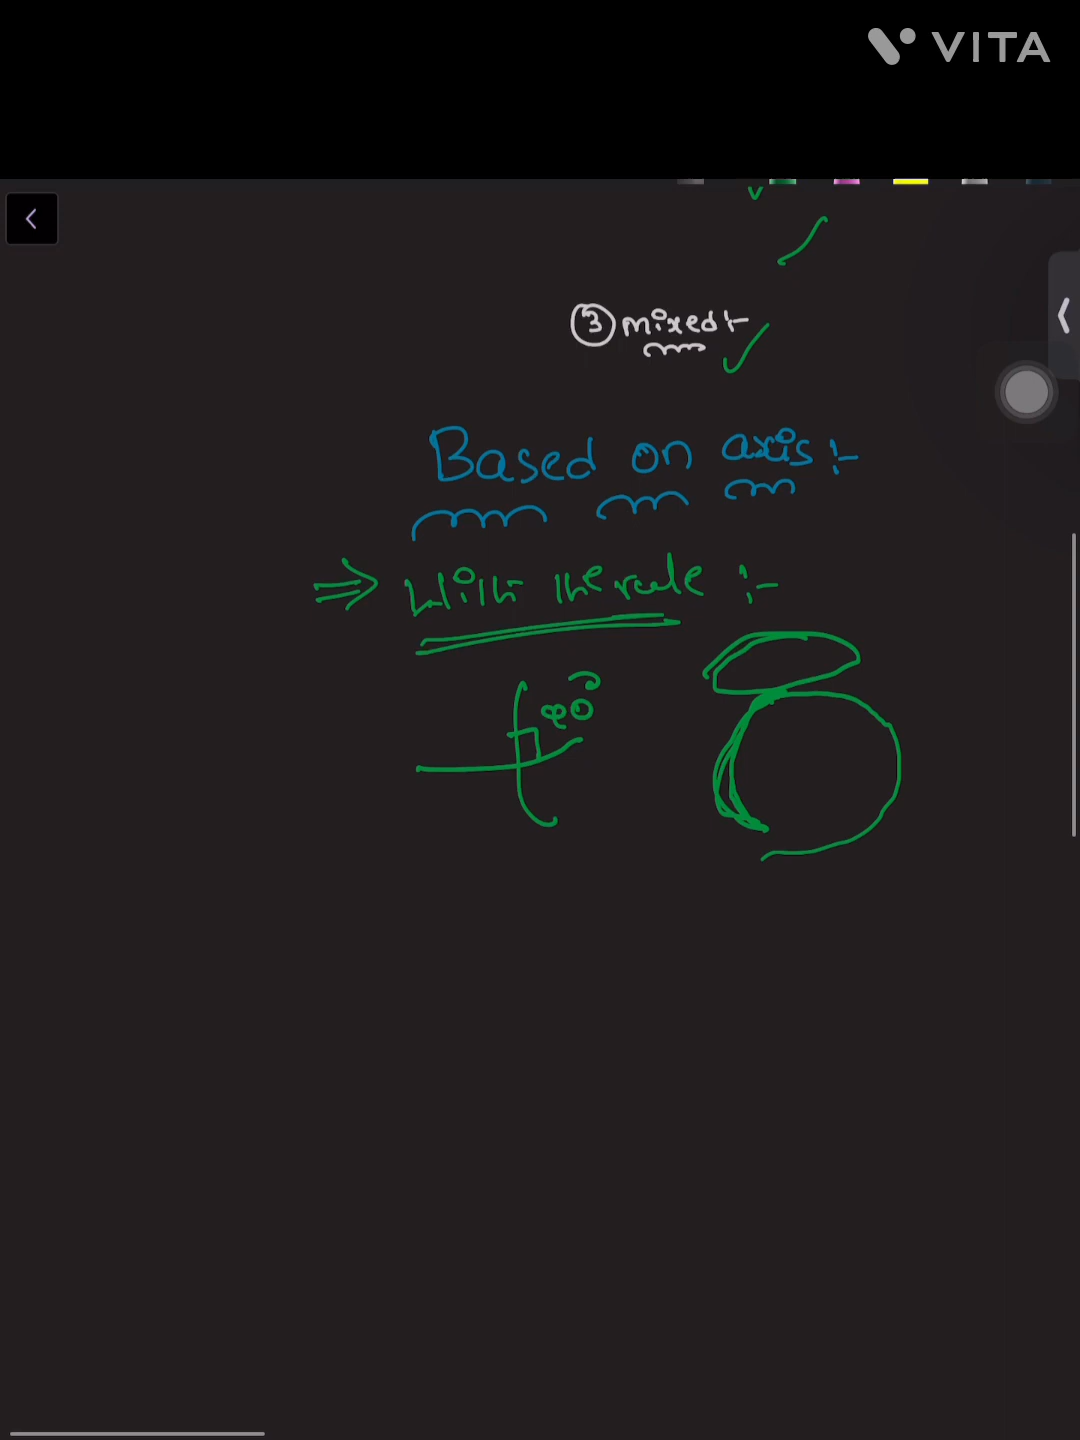 VITA
③ mixed :-
Based on axis :-
⇒ With the rule :-
90°